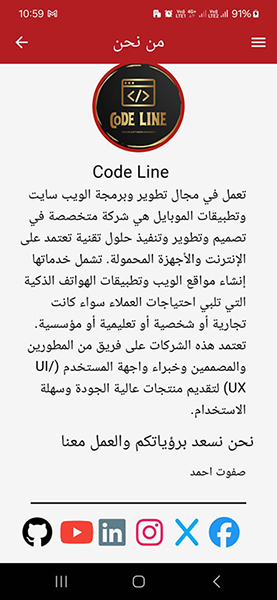 10:59
91%
من نحن
CODE LINE
Code Line
تعمل في مجال تطوير وبرمجة الويب سايت
وتطبيقات الموبايل هي شركة متخصصة في
تصميم وتطوير وتنفيذ حلول تقنية تعتمد على
الإنترنت والأجهزة المحمولة. تشمل خدماتها
إنشاء مواقع الويب وتطبيقات الهواتف الذكية
التي تلبي احتياجات العملاء سواء كانت
تجارية أو شخصية أو تعليمية أو مؤسسية.
تعتمد هذه الشركات على فريق من المطورين
والمصممين وخبراء واجهة المستخدم (UI/
UX) لتقديم منتجات عالية الجودة وسهلة
الاستخدام.
نحن نسعد برؤياتكم والعمل معنا
صفوت احمد